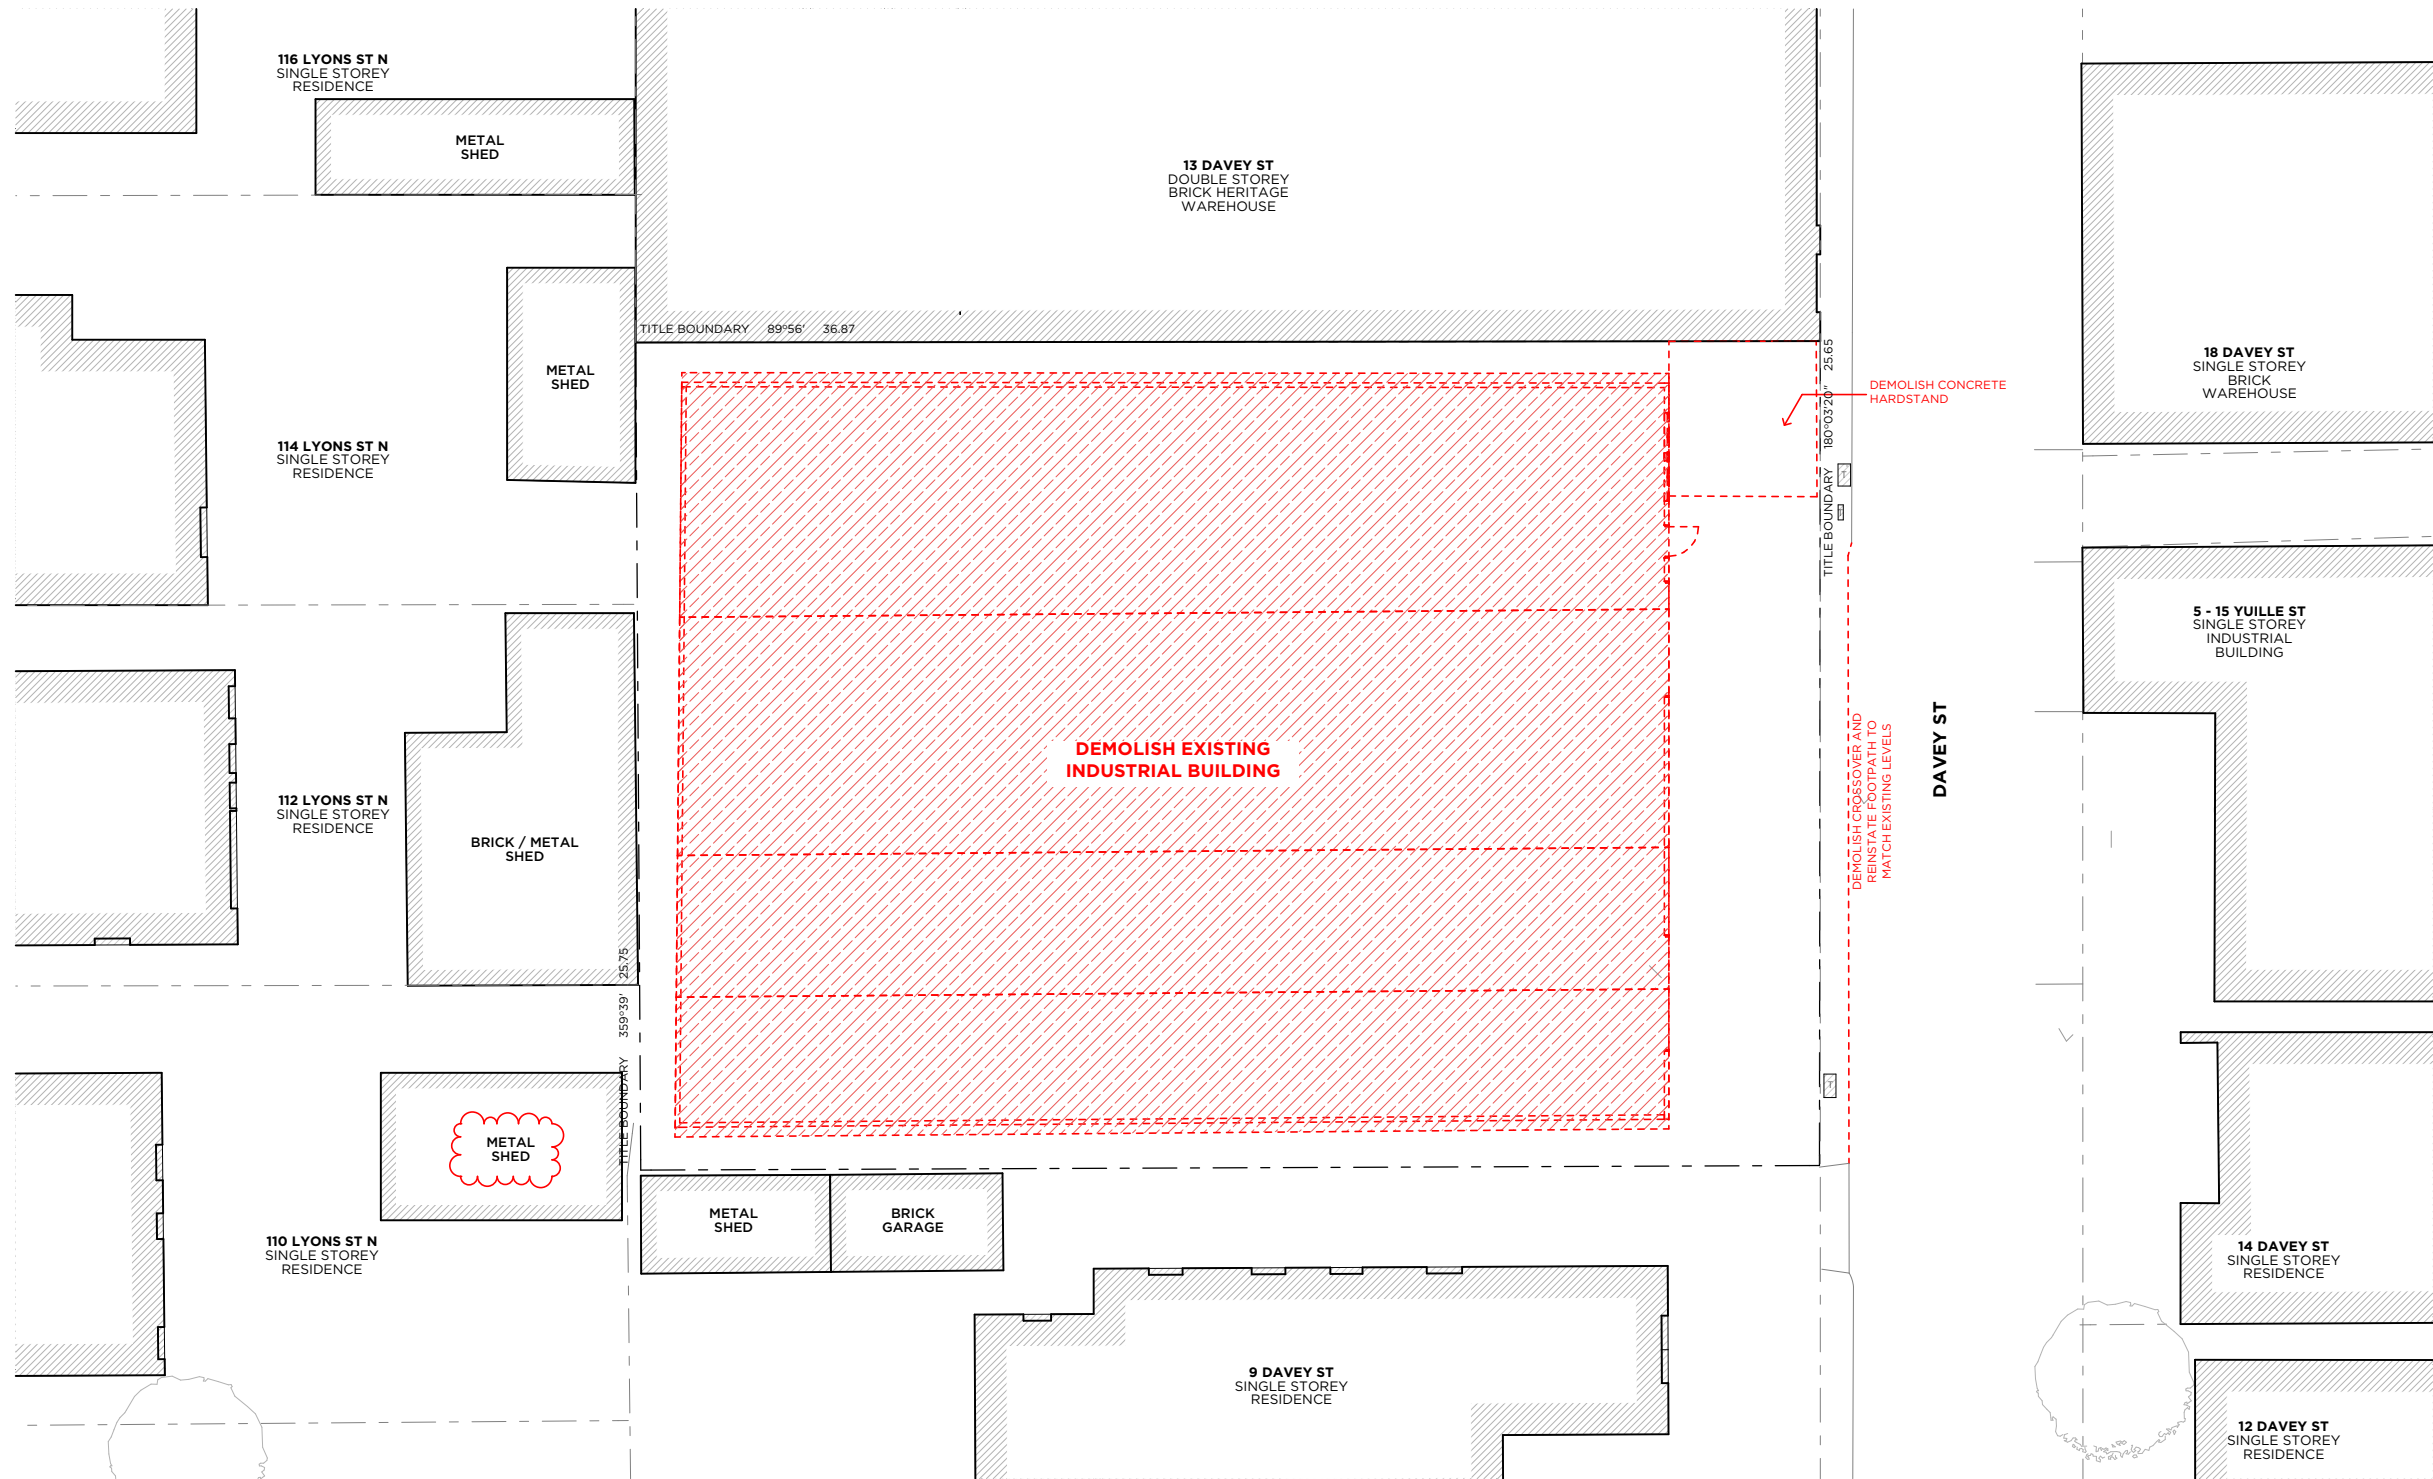 116 LYONS ST N
SINGLE STOREY
RESIDENCE
METAL
SHED
13 DAVEY ST
DOUBLE STOREY
BRICK HERITAGE
WAREHOUSE
TITLE BOUNDARY 89°56' 36.87
METAL
SHED
114 LYONS ST N
SINGLE STOREY
RESIDENCE
TITLE BOUNDARY 180°03'20" 25.65
DEMOLISH CONCRETE
HARDSTAND
18 DAVEY ST
SINGLE STOREY
BRICK
WAREHOUSE
T
5 - 15 YUILLE ST
SINGLE STOREY
INDUSTRIAL
BUILDING
DEMOLISH EXISTING
INDUSTRIAL BUILDING
DEMOLISH CROSSOVER AND
REINSTATE FOOTPATH TO
MATCH EXISTING LEVELS
DAVEY ST
112 LYONS ST N
SINGLE STOREY
RESIDENCE
BRICK / METAL
SHED
TITLE BOUNDARY 359°39' 25.75
T
METAL
SHED
110 LYONS ST N
SINGLE STOREY
RESIDENCE
METAL
SHED
BRICK
GARAGE
14 DAVEY ST
SINGLE STOREY
RESIDENCE
9 DAVEY ST
SINGLE STOREY
RESIDENCE
12 DAVEY ST
SINGLE STOREY
RESIDENCE